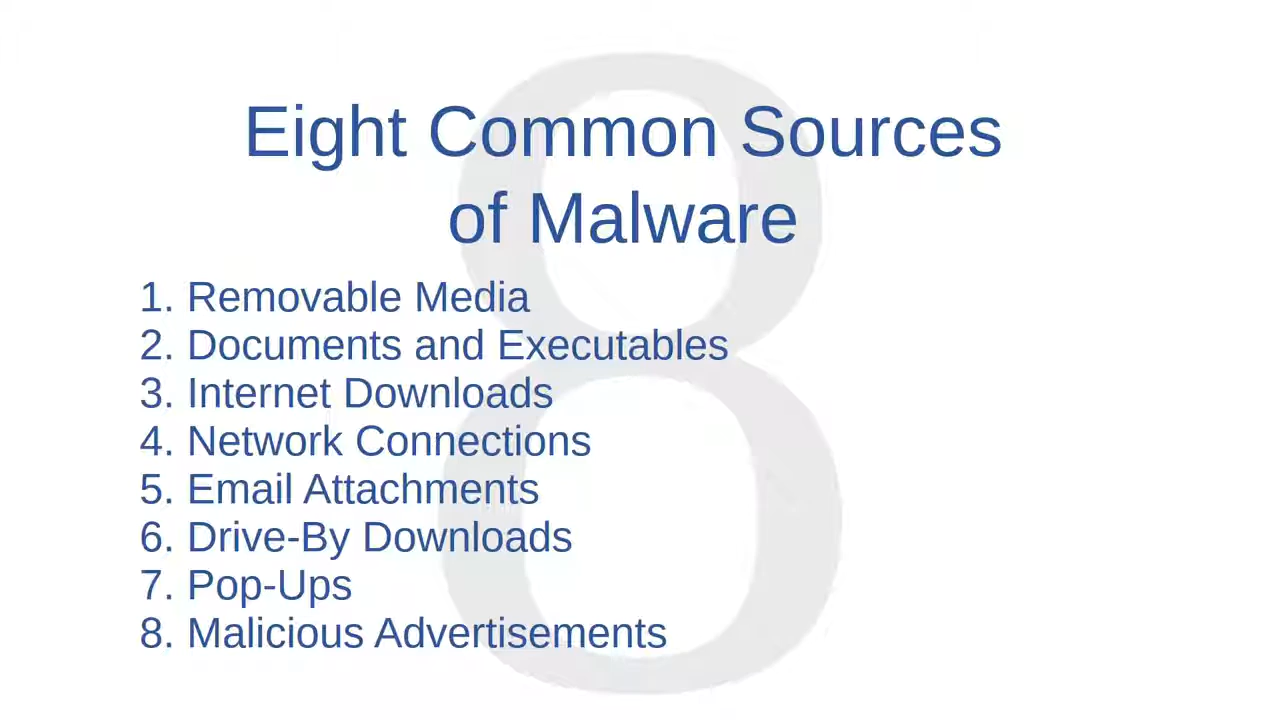 Eight Common Sources
of Malware
1. Removable Media
2. Documents and Executables
3. Internet Downloads
4. Network Connections
5. Email Attachments
6. Drive-By Downloads
7. Pop-Ups
8. Malicious Advertisements
8